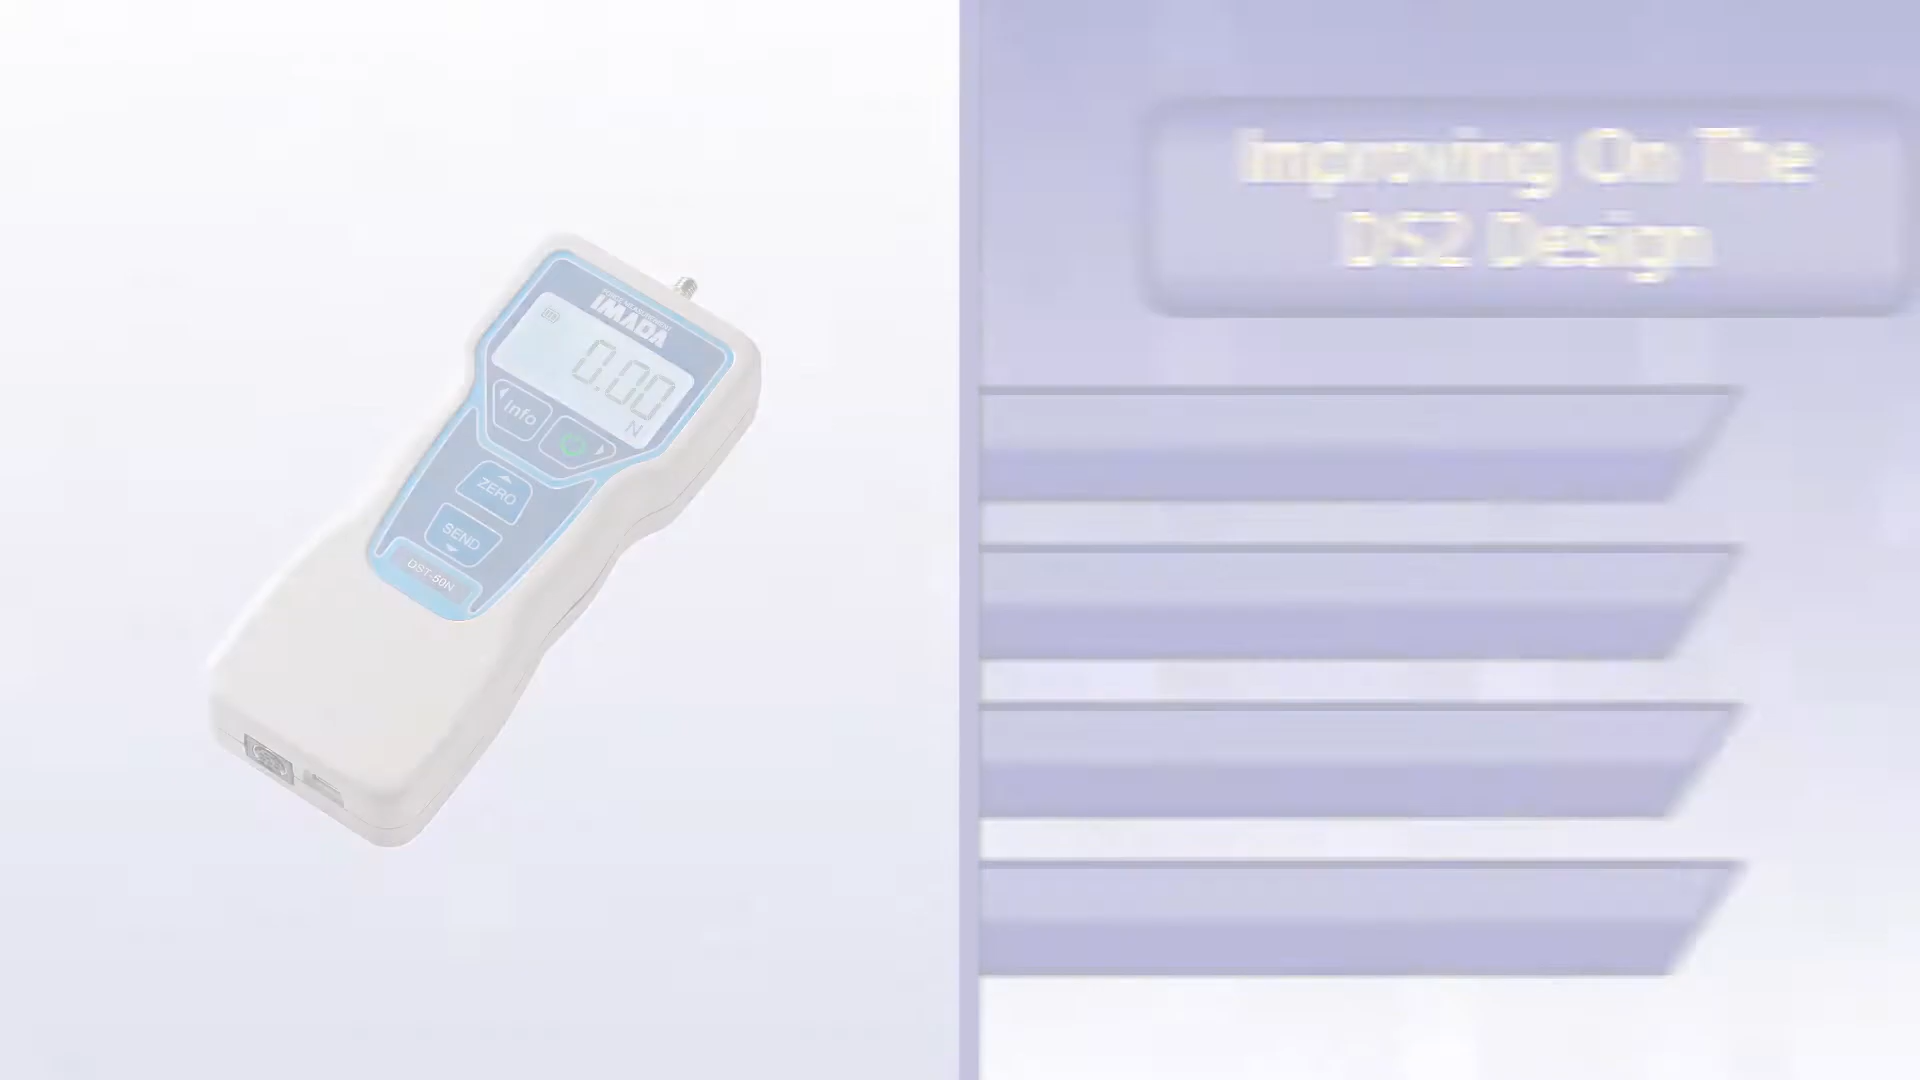 IMADA
0.00
N
Info
ZERO
SEND
DST-50N
Improving On The
DS2 Design